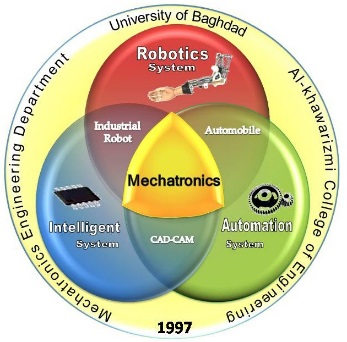 University of Baghdad
Mechatronics Engineering Department
Al-khawarizmi College of Engineering
Robotics
System
Industrial
Robot
Automobile
Mechatronics
Intelligent
System
Automation
System
CAD-CAM
1997